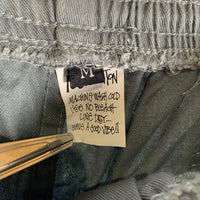 M
MACHINE WASH COLD
USE NO BLEACH
LINE DRY...
HAVE A GOOD VIBE!!